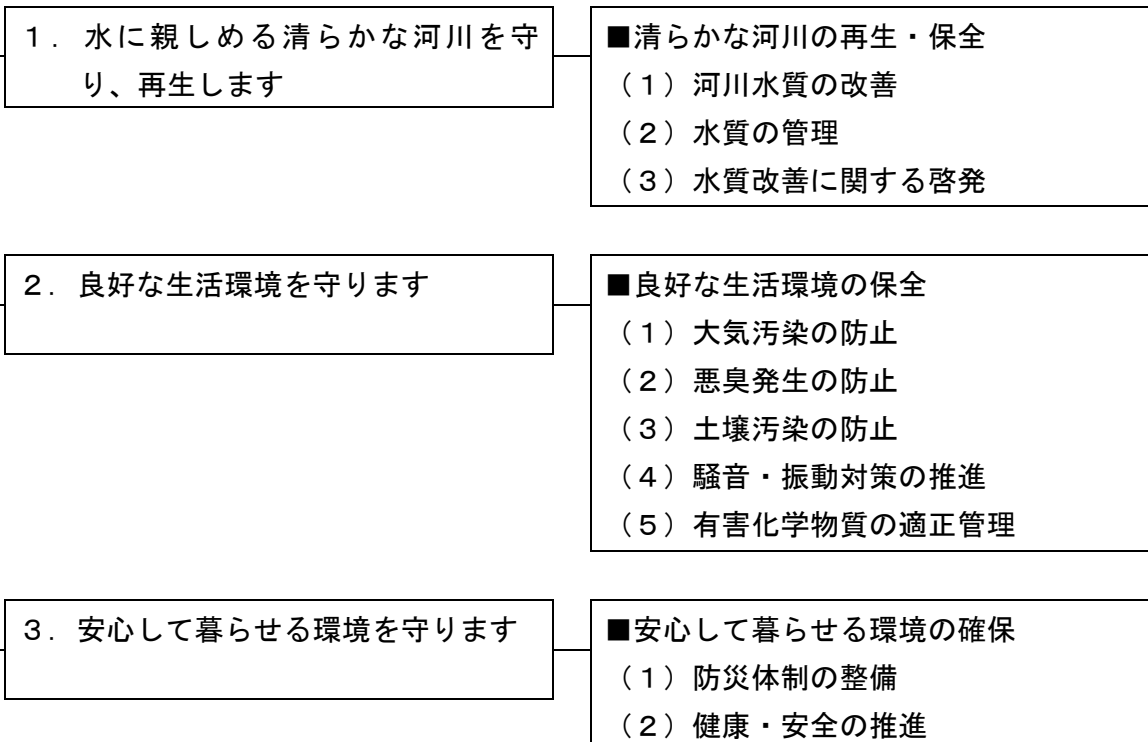 １．水に親しめる清らかな河川を守
り、再生します
■清らかな河川の再生・保全
（１）河川水質の改善
（２）水質の管理
（３）水質改善に関する啓発
２．良好な生活環境を守ります
■良好な生活環境の保全
（１）大気汚染の防止
（２）悪臭発生の防止
（３）土壌汚染の防止
（４）騒音・振動対策の推進
（５）有害化学物質の適正管理
３．安心して暮らせる環境を守ります
■安心して暮らせる環境の確保
（１）防災体制の整備
（２）健康・安全の推進